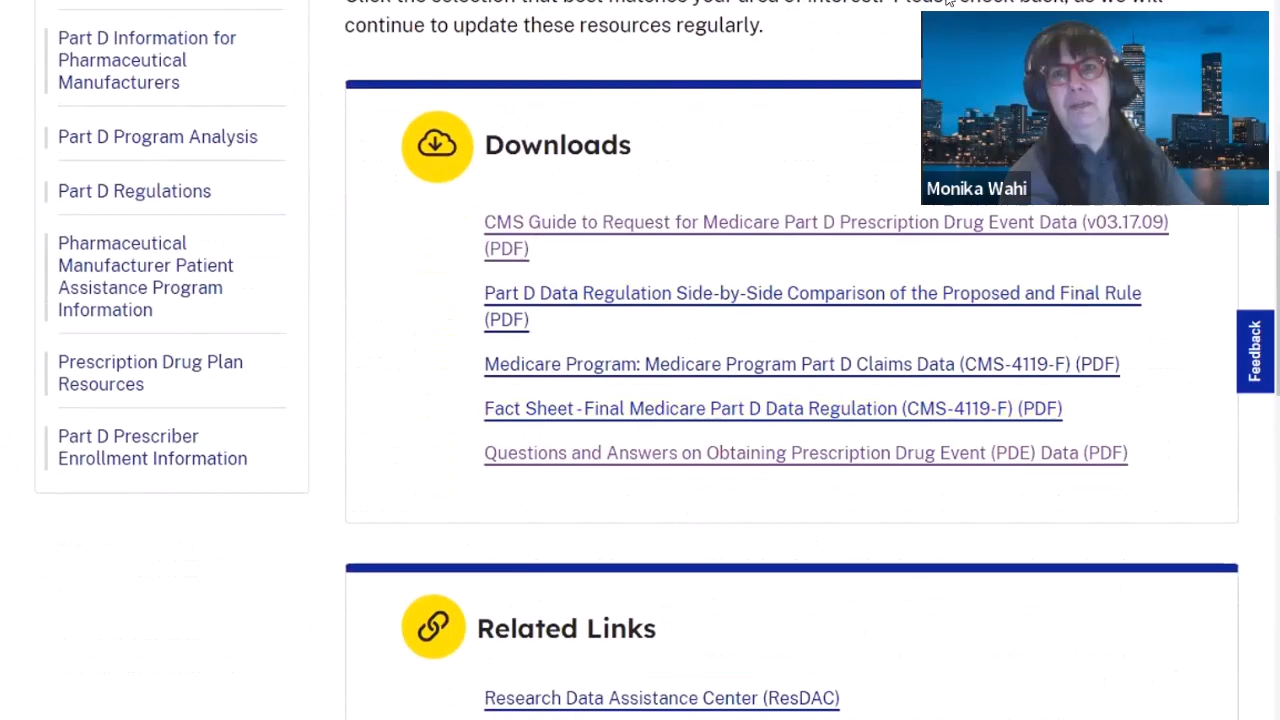 Part D Information for
Pharmaceutical
Manufacturers
Part D Program Analysis
Part D Regulations
Pharmaceutical
Manufacturer Patient
Assistance Program
Information
Prescription Drug Plan
Resources
Part D Prescriber
Enrollment Information
continue to update these resources regularly.
Downloads
CMS Guide to Request for Medicare Part D Prescription Drug Event Data (v03.17.09)
(PDF)
Part D Data Regulation Side-by-Side Comparison of the Proposed and Final Rule
(PDF)
Medicare Program: Medicare Program Part D Claims Data (CMS-4119-F) (PDF)
Fact Sheet - Final Medicare Part D Data Regulation (CMS-4119-F) (PDF)
Questions and Answers on Obtaining Prescription Drug Event (PDE) Data (PDF)
Related Links
Research Data Assistance Center (ResDAC)
Monika Wahi
Feedback